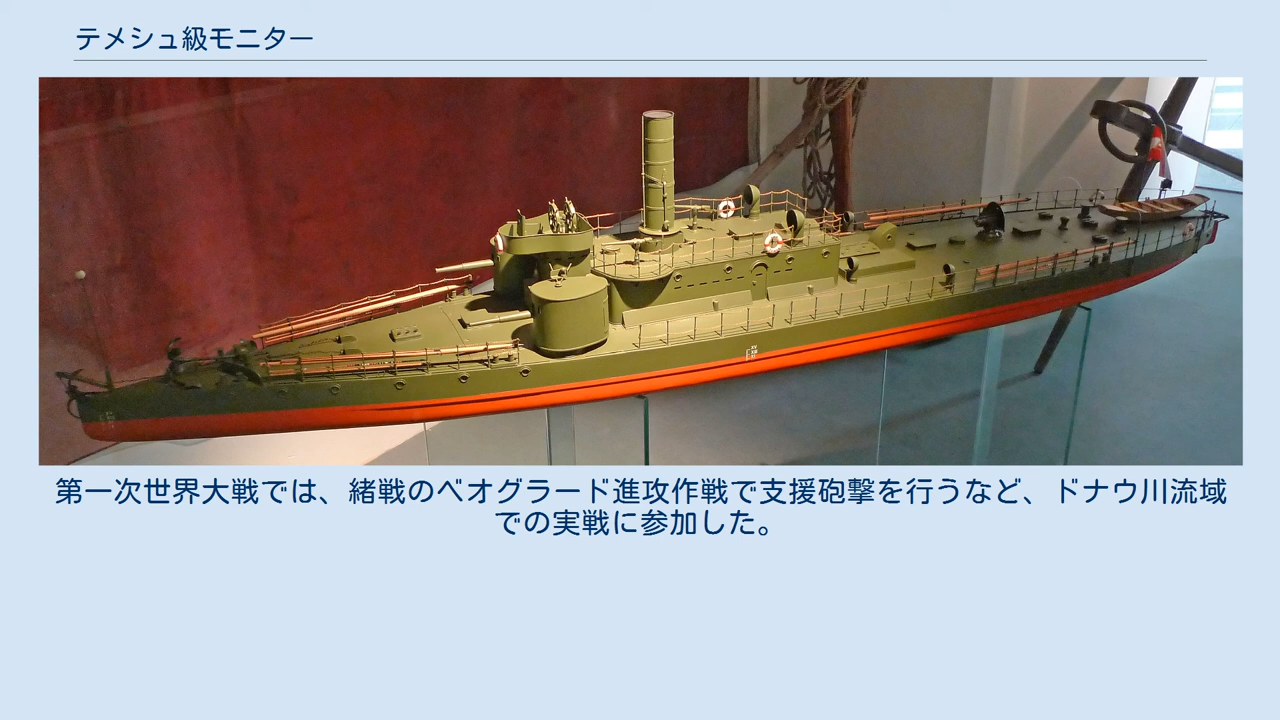 テメシュ級モニター
第一次世界大戦では、緒戦のベオグラード進攻作戦で支援砲撃を行うなど、ドナウ川流域
での実戦に参加した。